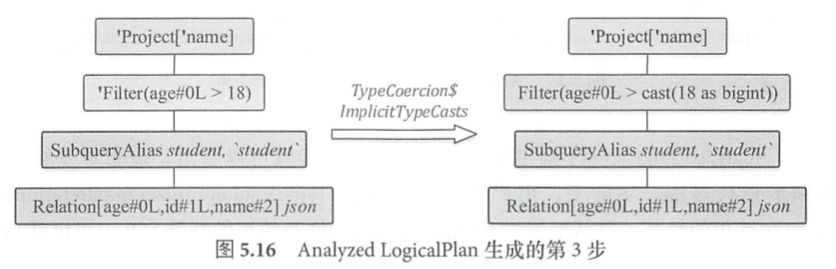 'Project['name]
'Filter(age#0L > 18)
SubqueryAlias student, `student`
Relation[age#0L,id#1L,name#2] json
TypeCoercion$
ImplicitTypeCasts
'Project['name]
Filter(age#0L > cast(18 as bigint))
SubqueryAlias student, `student`
Relation[age#0L,id#1L,name#2] json
图 5.16 Analyzed LogicalPlan 生成的第 3 步